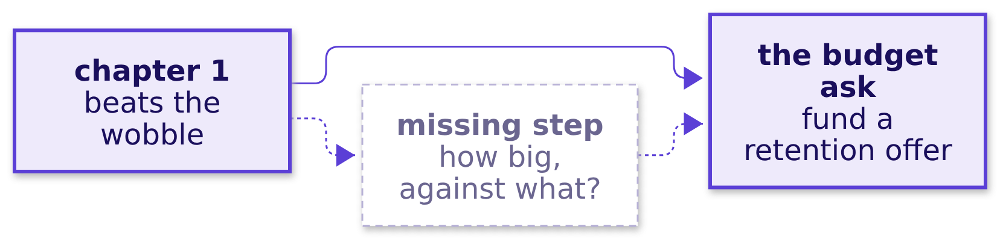 chapter 1
beats the
wobble
missing step
how big,
against what?
the budget
ask
fund a
retention offer